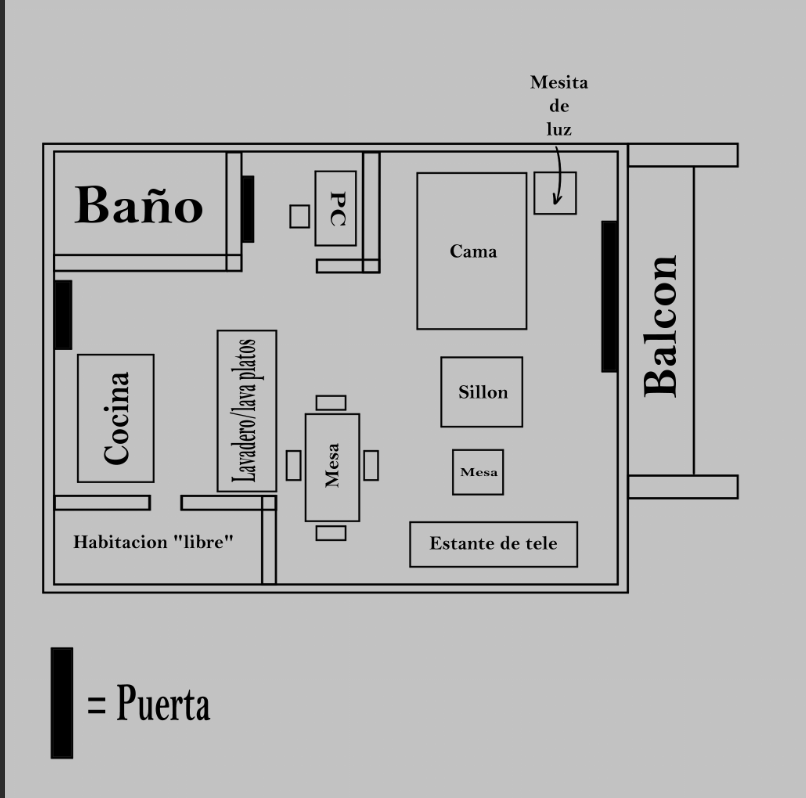 Mesita
de
luz
Baño
PC
Cama
Balcon
Cocina
Lavadero/lava platos
Sillon
Mesa
Mesa
Habitacion "libre"
Estante de tele
= Puerta